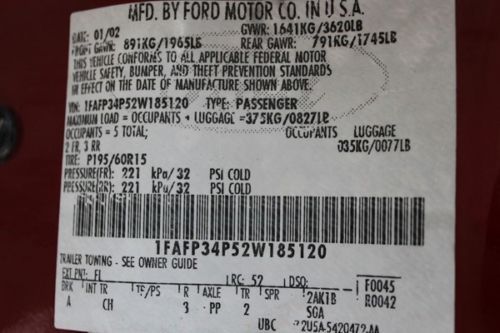 MFD. BY FORD MOTOR CO. IN U.S.A.
DATE: 01/02 GVWR: 1641KG/3620LB
FRONT GAWR: 891KG/1965LB REAR GAWR: 791KG/1745LB
THIS VEHICLE CONFORMS TO ALL APPLICABLE FEDERAL MOTOR
VEHICLE SAFETY, BUMPER, AND THEFT PREVENTION STANDARDS
IN EFFECT ON THE DATE OF MANUFACTURE SHOWN ABOVE.
VIN: 1FAFP34P52W185120 TYPE: PASSENGER
MAXIMUM LOAD = OCCUPANTS + LUGGAGE =375KG/0827LB
OCCUPANTS = 5 TOTAL; OCCUPANTS LUGGAGE
2 FR, 3 RR 035KG/0077LB
TIRE: P195/60R15
PRESSURE(FR): 221 kPa/32 PSI COLD
PRESSURE(RR): 221 kPa/32 PSI COLD
1FAFP34P52W185120
TRAILER TOWING - SEE OWNER GUIDE
EXT PNT: FL RC: 52 DSO: F0045
BRK INT TR TP/PS R AXLE TR SPR 2AK1B R0042
A CH 3 PP 2 SGA
UBC